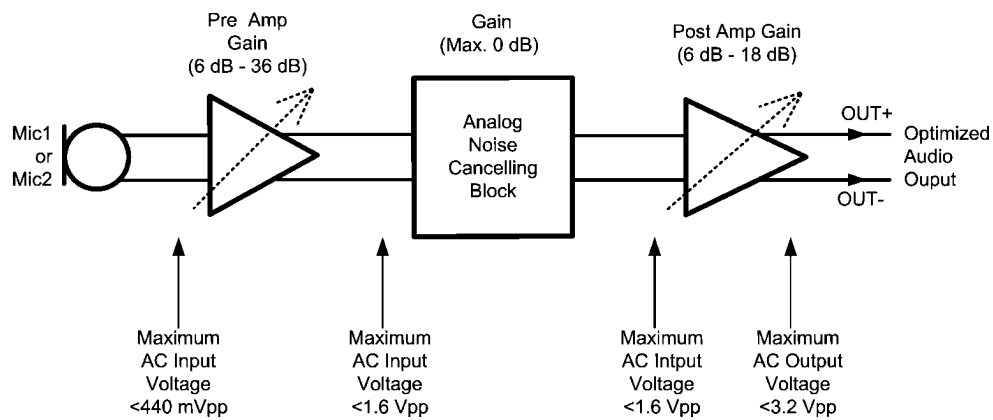 Pre Amp
Gain
(6 dB - 36 dB)
Gain
(Max. 0 dB)
Post Amp Gain
(6 dB - 18 dB)
Mic1
or
Mic2
Analog
Noise
Cancelling
Block
OUT+
OUT-
Optimized
Audio
Ouput
Maximum
AC Input
Voltage
<440 mVpp
Maximum
AC Input
Voltage
<1.6 Vpp
Maximum
AC Intput
Voltage
<1.6 Vpp
Maximum
AC Output
Voltage
<3.2 Vpp